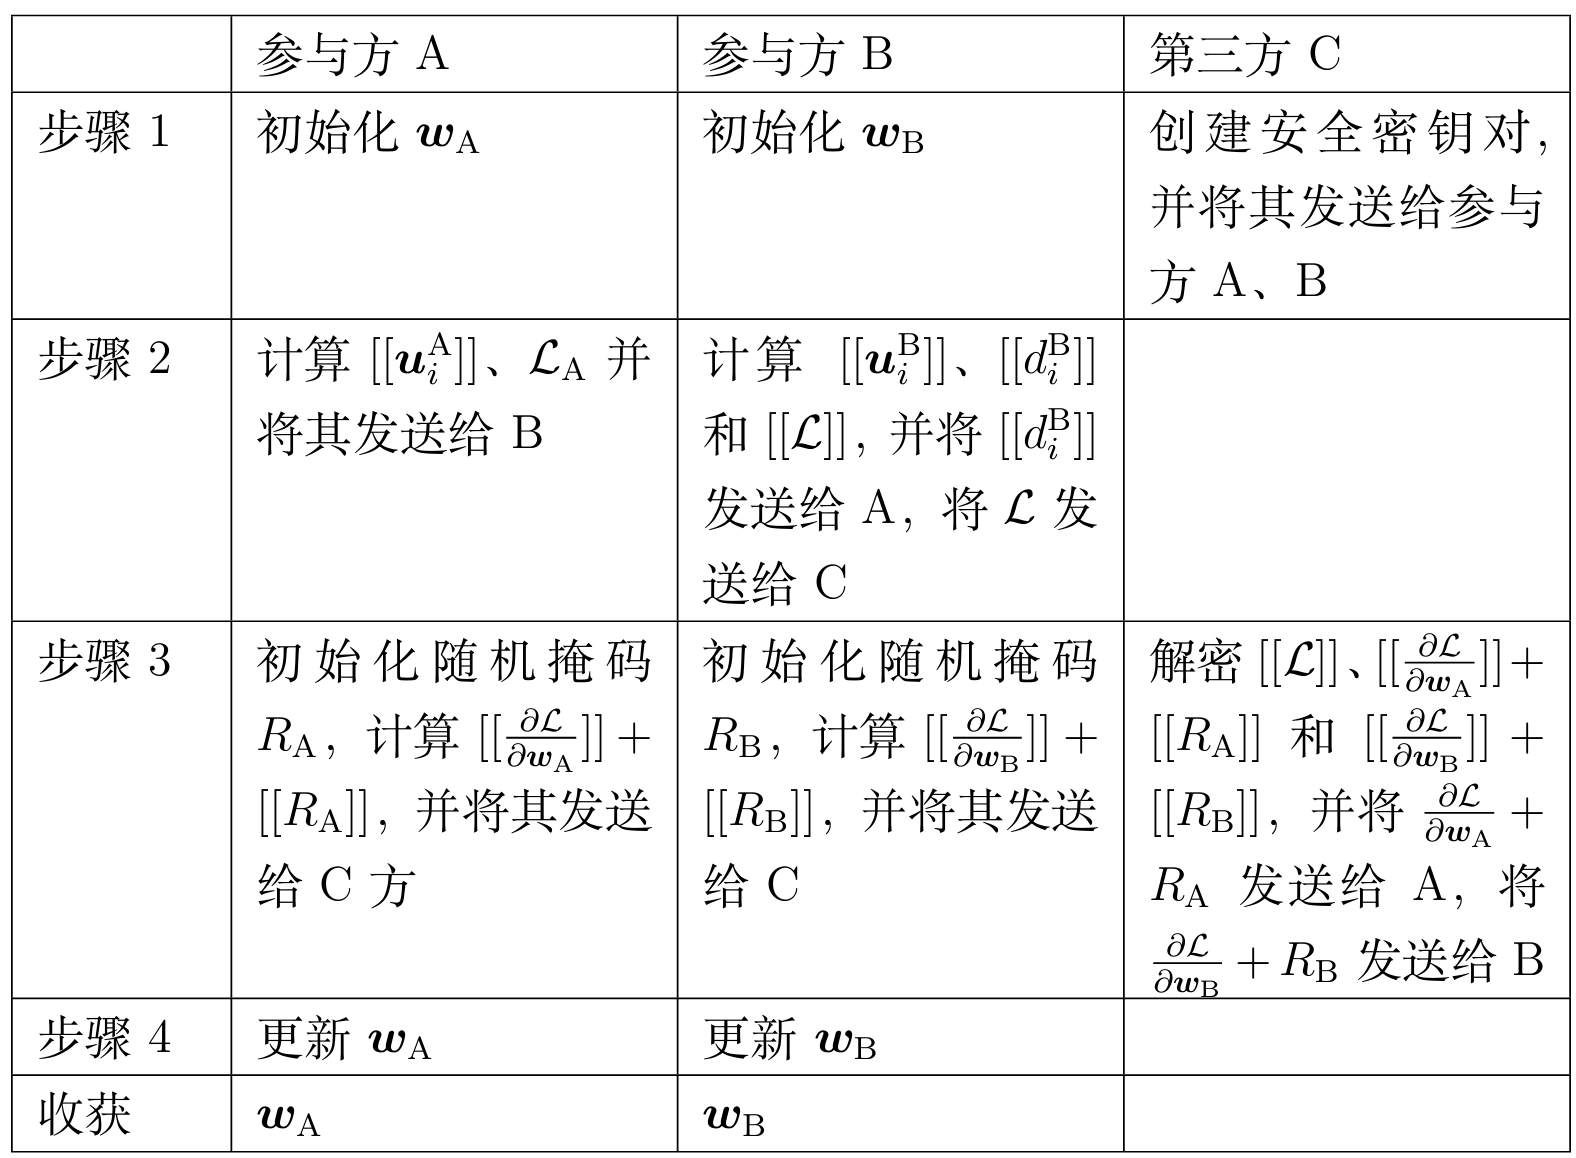 参与方 A 参与方 B 第三方 C
步骤 1 初始化 $\boldsymbol{w}_{\mathrm{A}}$ 初始化 $\boldsymbol{w}_{\mathrm{B}}$ 创建安全密钥对,
并将其发送给参与
方 A、B
步骤 2 计算 $[[\boldsymbol{u}_i^{\mathrm{A}}]]$、$\mathcal{L}_{\mathrm{A}}$ 并
将其发送给 B
计算 $[[\boldsymbol{u}_i^{\mathrm{B}}]]$、$[[d_i^{\mathrm{B}}]]$
和 $[[\mathcal{L}]]$, 并将 $[[d_i^{\mathrm{B}}]]$
发送给 A, 将 $\mathcal{L}$ 发
送给 C
步骤 3 初始化随机掩码
$R_{\mathrm{A}}$, 计算 $[[\frac{\partial \mathcal{L}}{\partial \boldsymbol{w}_{\mathrm{A}}}]]+$
$[[R_{\mathrm{A}}]]$, 并将其发送
给 C 方
初始化随机掩码
$R_{\mathrm{B}}$, 计算 $[[\frac{\partial \mathcal{L}}{\partial \boldsymbol{w}_{\mathrm{B}}}]]+$
$[[R_{\mathrm{B}}]]$, 并将其发送
给 C
解密 $[[\mathcal{L}]]$、$[[\frac{\partial \mathcal{L}}{\partial \boldsymbol{w}_{\mathrm{A}}}]]+$
$[[R_{\mathrm{A}}]]$ 和 $[[\frac{\partial \mathcal{L}}{\partial \boldsymbol{w}_{\mathrm{B}}}]]+$
$[[R_{\mathrm{B}}]]$, 并将 $\frac{\partial \mathcal{L}}{\partial \boldsymbol{w}_{\mathrm{A}}}+$
$R_{\mathrm{A}}$ 发送给 A, 将
$\frac{\partial \mathcal{L}}{\partial \boldsymbol{w}_{\mathrm{B}}}+R_{\mathrm{B}}$ 发送给 B
步骤 4 更新 $\boldsymbol{w}_{\mathrm{A}}$ 更新 $\boldsymbol{w}_{\mathrm{B}}$
收获 $\boldsymbol{w}_{\mathrm{A}}$ $\boldsymbol{w}_{\mathrm{B}}$